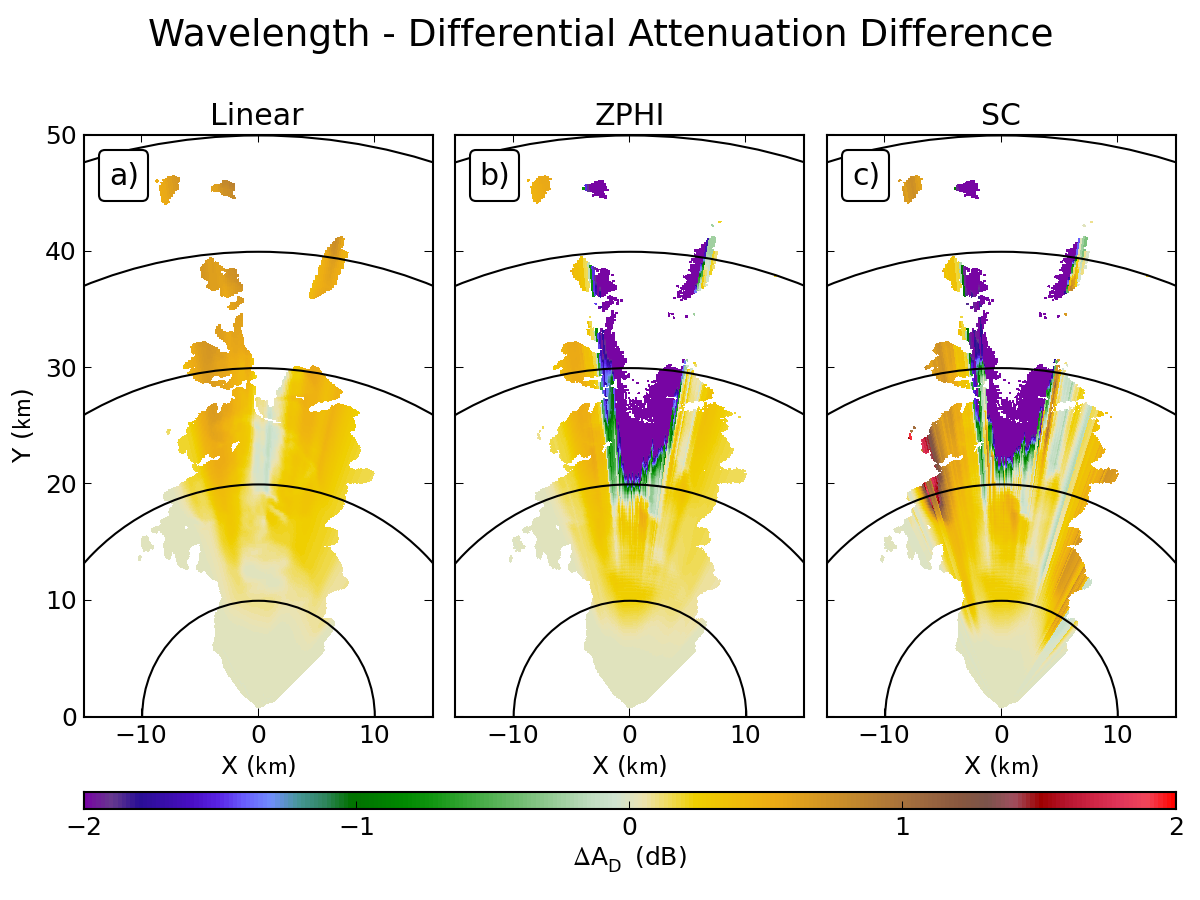 Wavelength - Differential Attenuation Difference
Linear ZPHI SC
a) b) c)
50
40
30
20
10
0
Y (km)
−10 0 10 −10 0 10 −10 0 10
X (km) X (km) X (km)
−2 −1 0 1 2
ΔA_D (dB)